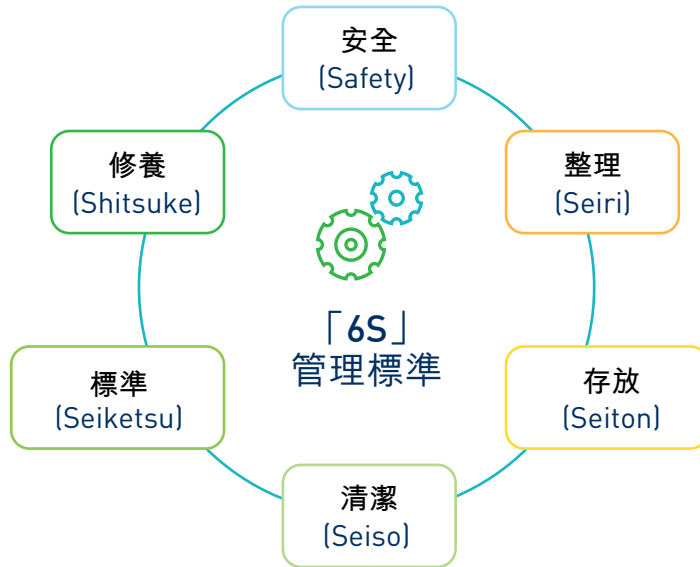 安全
(Safety)
修養
(Shitsuke)
整理
(Seiri)
「6S」
管理標準
標準
(Seiketsu)
存放
(Seiton)
清潔
(Seiso)